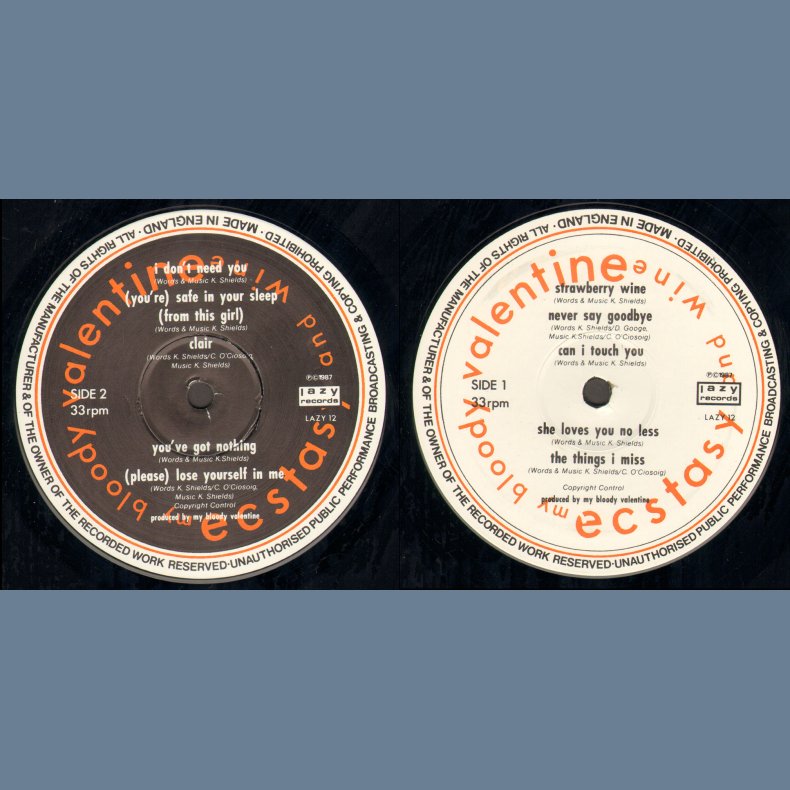 MADE IN ENGLAND · ALL RIGHTS OF THE MANUFACTURER & OF THE OWNER OF THE RECORDED WORK RESERVED·UNAUTHORISED PUBLIC PERFORMANCE BROADCASTING & COPYING PROHIBITED ·
my bloody valentine
ecstasy and wine
i don't need you
(Words & Music K. Shields)
(you're) safe in your sleep
(from this girl)
(Words & Music K. Shields)
clair
(Words K. Shields/C. O'Ciosoig,
Music K. Shields)
SIDE 2
33rpm
℗©1987
lazy
records
LAZY 12
you've got nothing
(Words & Music K. Shields)
(please) lose yourself in me
(Words K. Shields/C. O'Ciosoig,
Music K. Shields)
Copyright Control
produced by my bloody valentine
MADE IN ENGLAND · ALL RIGHTS OF THE MANUFACTURER & OF THE OWNER OF THE RECORDED WORK RESERVED·UNAUTHORISED PUBLIC PERFORMANCE BROADCASTING & COPYING PROHIBITED ·
my bloody valentine
ecstasy and wine
strawberry wine
(Words & Music K. Shields)
never say goodbye
(Words K. Shields/D. Googe,
Music K. Shields/C. O'Ciosoig)
can i touch you
(Words & Music K. Shields)
SIDE 1
33rpm
℗©1987
lazy
records
LAZY 12
she loves you no less
(Words & Music K. Shields)
the things i miss
(Words & Music K. Shields/C. O'Ciosoig)
Copyright Control
produced by my bloody valentine